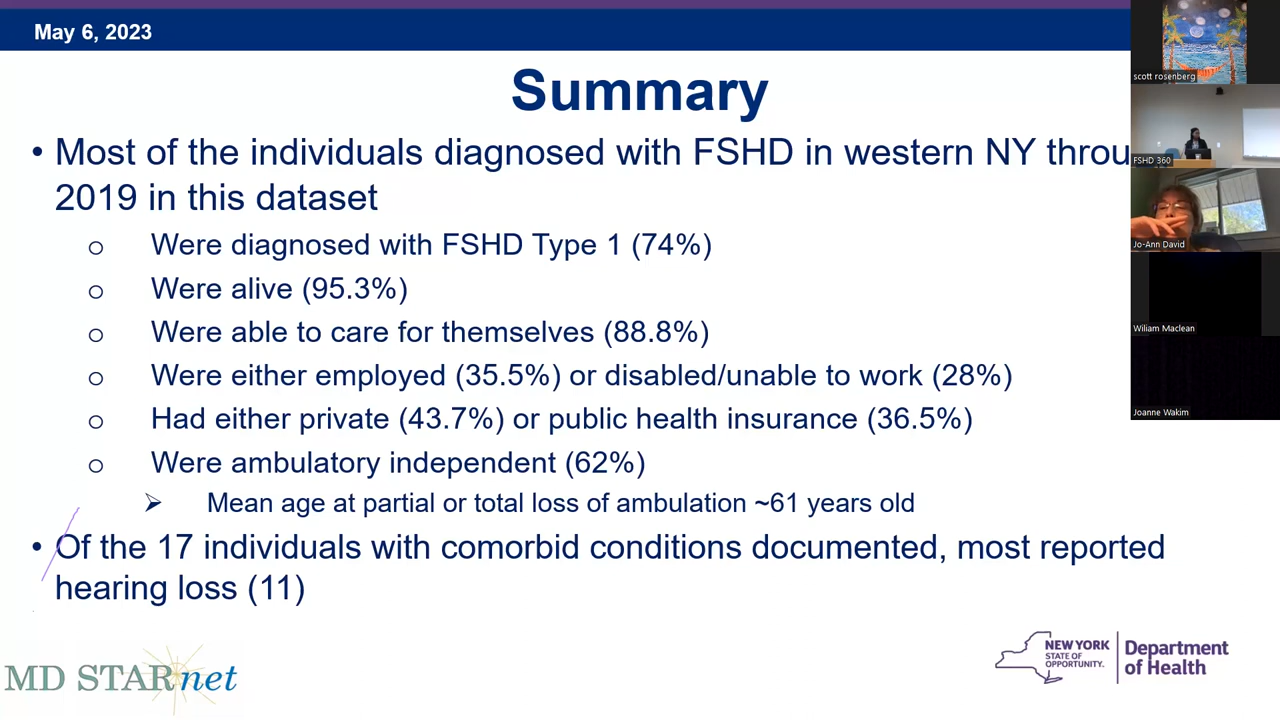 May 6, 2023
Summary
• Most of the individuals diagnosed with FSHD in western NY throu
2019 in this dataset
o Were diagnosed with FSHD Type 1 (74%)
o Were alive (95.3%)
o Were able to care for themselves (88.8%)
o Were either employed (35.5%) or disabled/unable to work (28%)
o Had either private (43.7%) or public health insurance (36.5%)
o Were ambulatory independent (62%)
➢ Mean age at partial or total loss of ambulation ~61 years old
• Of the 17 individuals with comorbid conditions documented, most reported
hearing loss (11)
MD STARnet
NEW YORK
STATE OF
OPPORTUNITY.
Department
of Health
scott rosenberg
FSHD 360
Jo-Ann David
Wiliam Maclean
Joanne Wakim